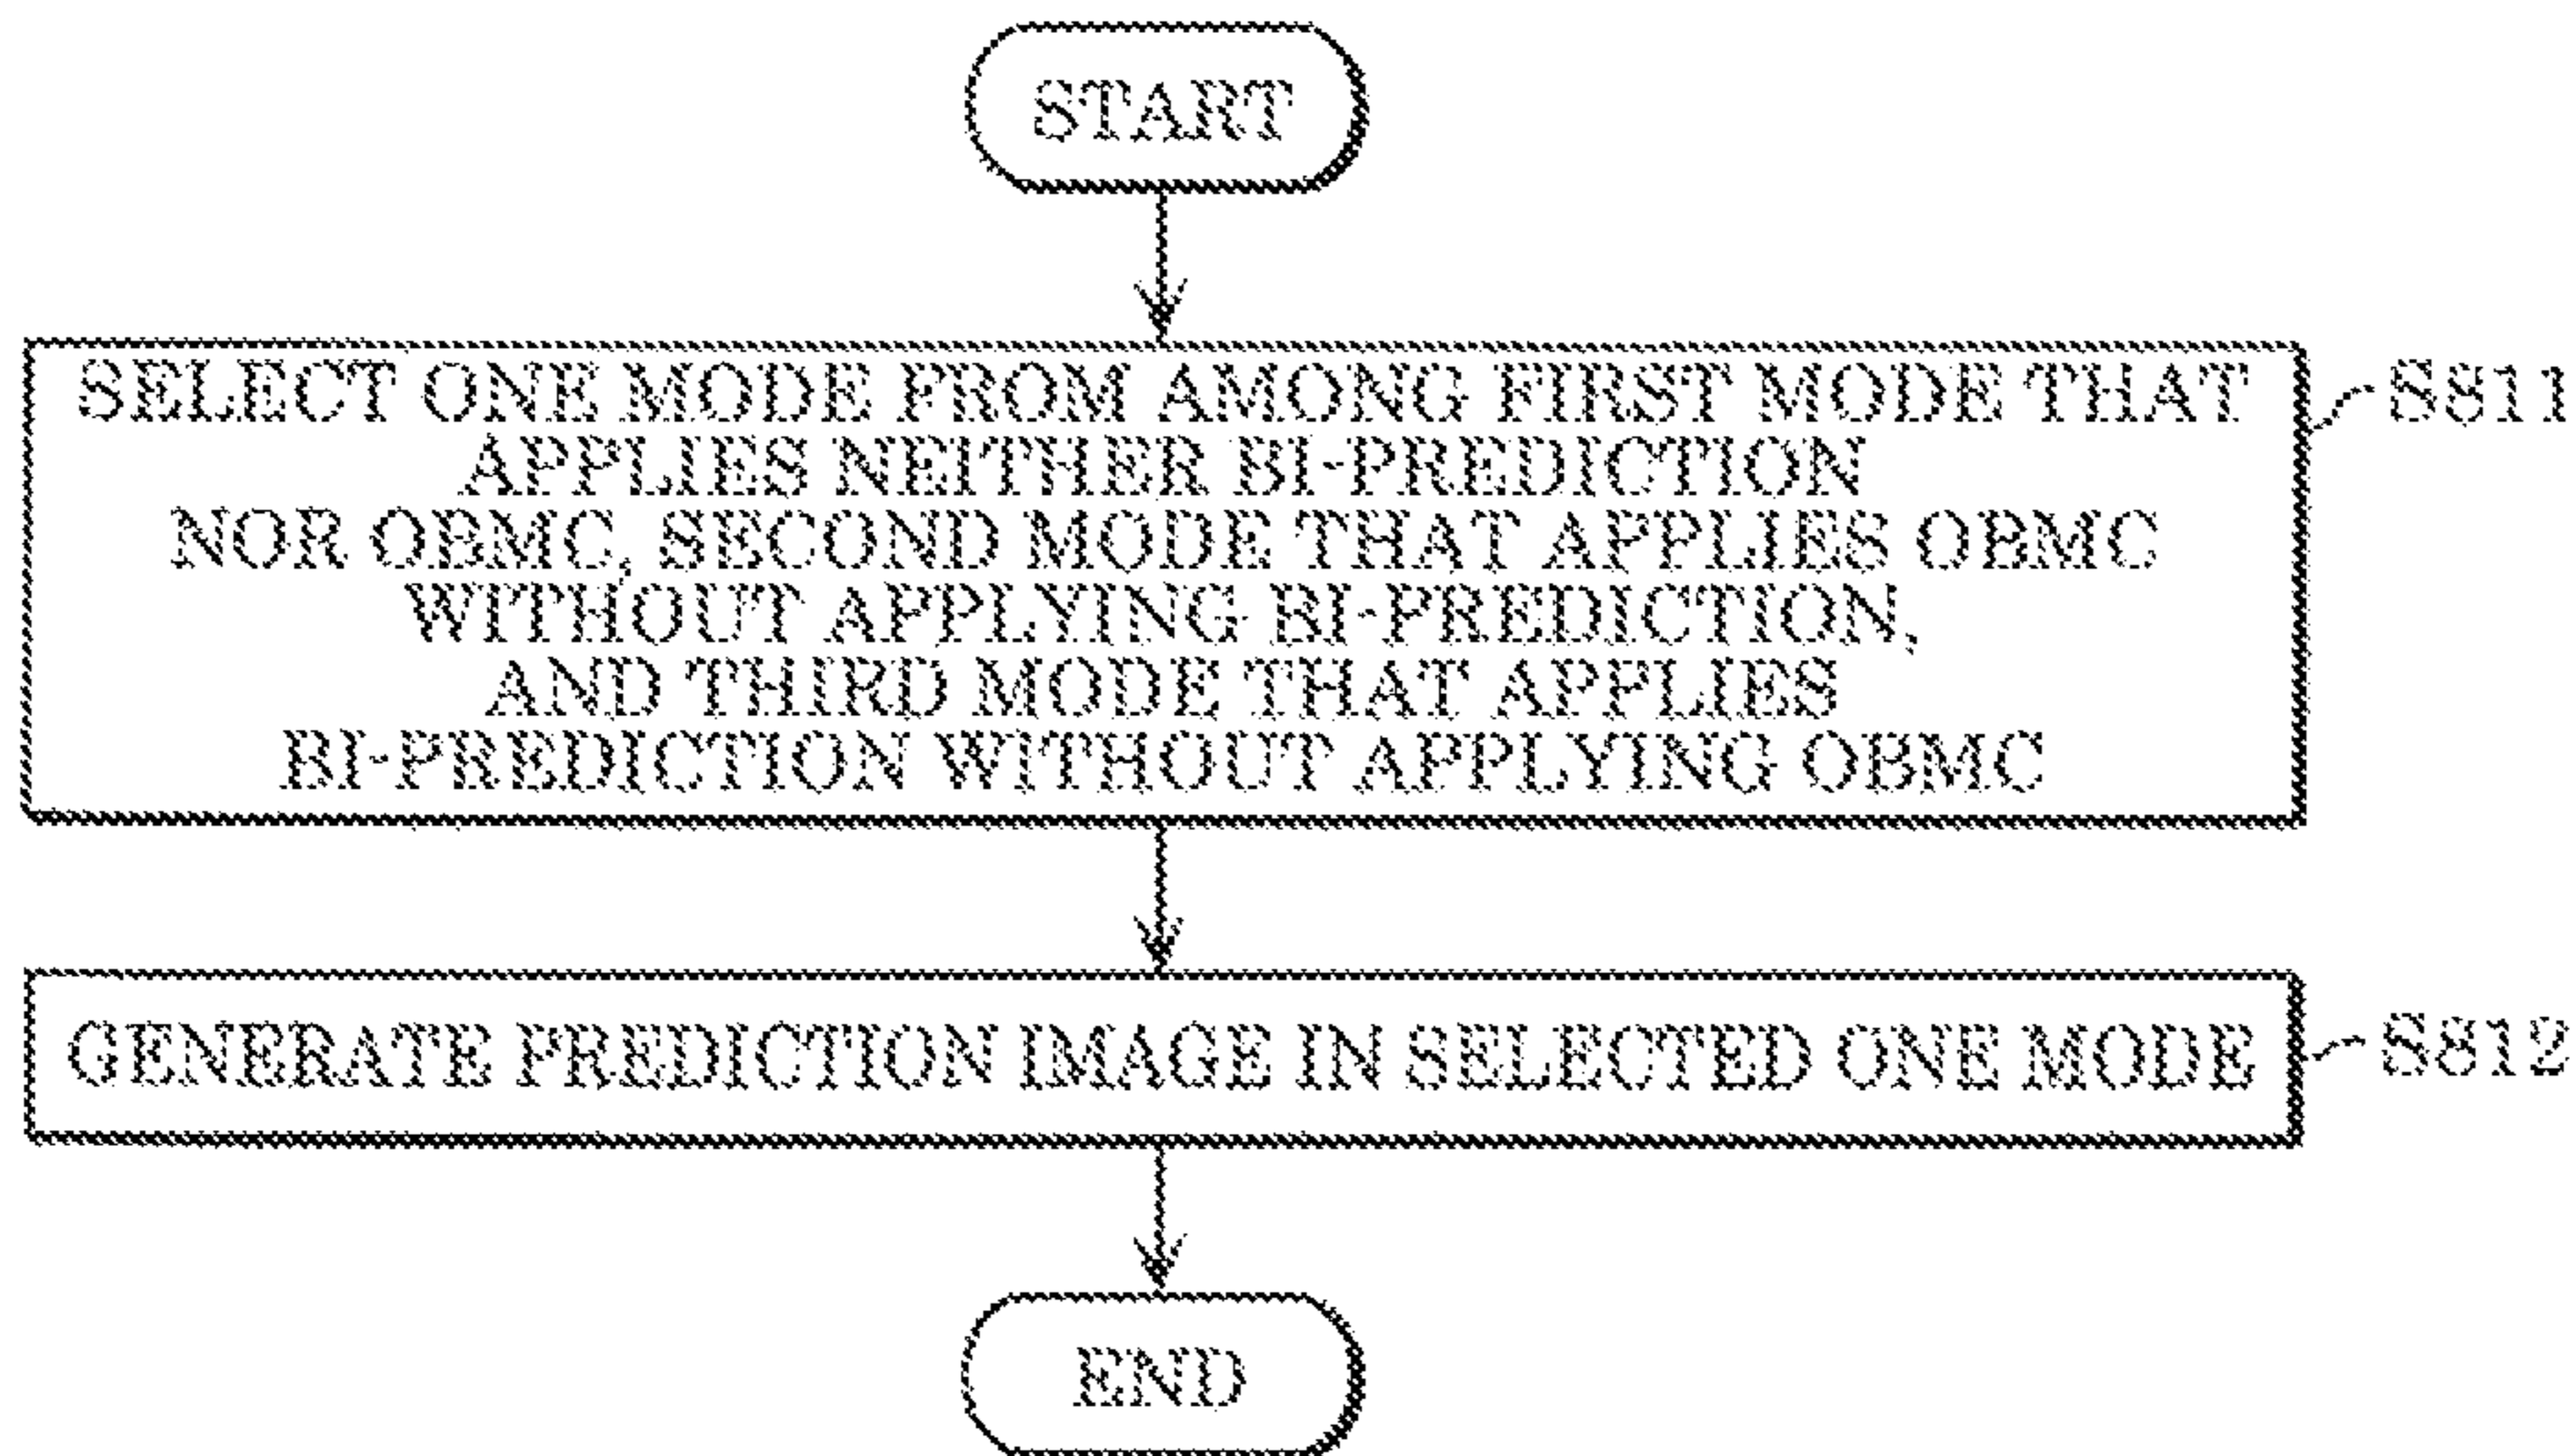 START
SELECT ONE MODE FROM AMONG FIRST MODE THAT
APPLIES NEITHER BI-PREDICTION
NOR OBMC, SECOND MODE THAT APPLIES OBMC
WITHOUT APPLYING BI-PREDICTION,
AND THIRD MODE THAT APPLIES
BI-PREDICTION WITHOUT APPLYING OBMC
S811
GENERATE PREDICTION IMAGE IN SELECTED ONE MODE
S812
END